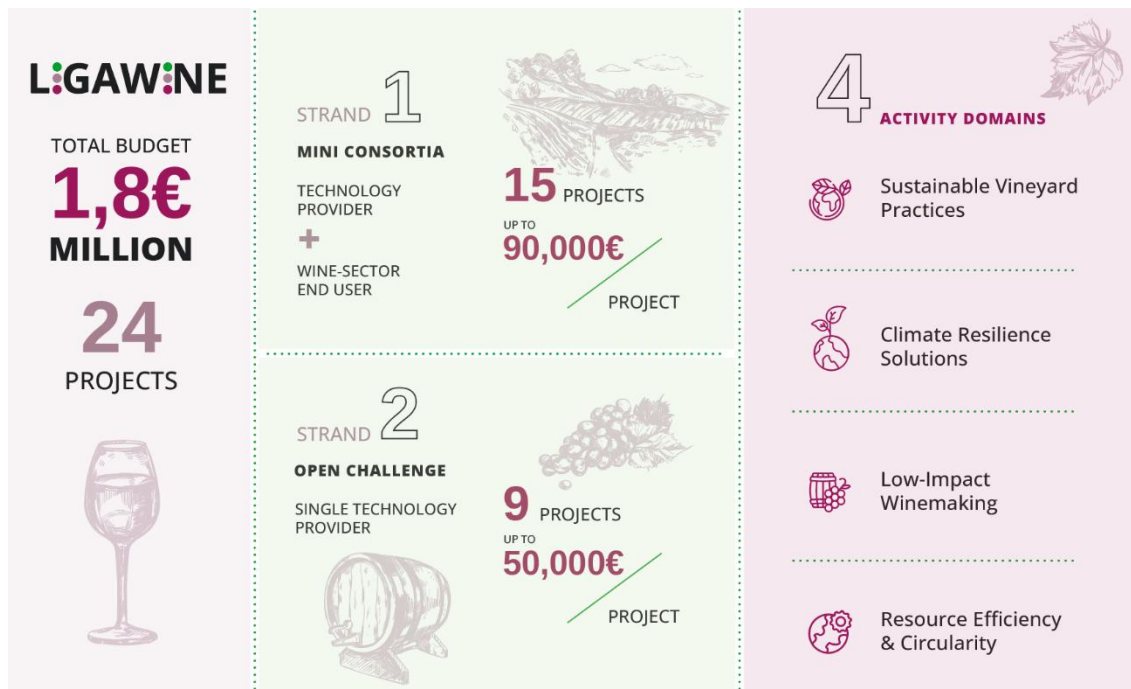 LIGAWINE
TOTAL BUDGET
1,8€
MILLION
24
PROJECTS
STRAND 1
MINI CONSORTIA
TECHNOLOGY
PROVIDER
+
WINE-SECTOR
END USER
15 PROJECTS
UP TO
90,000€
PROJECT
STRAND 2
OPEN CHALLENGE
SINGLE TECHNOLOGY
PROVIDER
9 PROJECTS
UP TO
50,000€
PROJECT
4 ACTIVITY DOMAINS
Sustainable Vineyard
Practices
Climate Resilience
Solutions
Low-Impact
Winemaking
Resource Efficiency
& Circularity